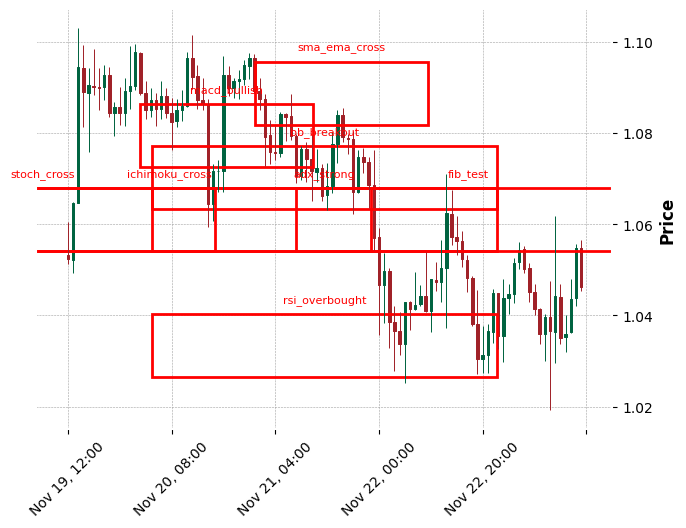 sma_ema_cross
1.10
macd_bullish
1.08
bb_breakout
stoch_cross
ichimoku_cross
adx_strong
fib_test
1.06
Price
rsi_overbought
1.04
1.02
Nov 19, 12:00
Nov 20, 08:00
Nov 21, 04:00
Nov 22, 00:00
Nov 22, 20:00